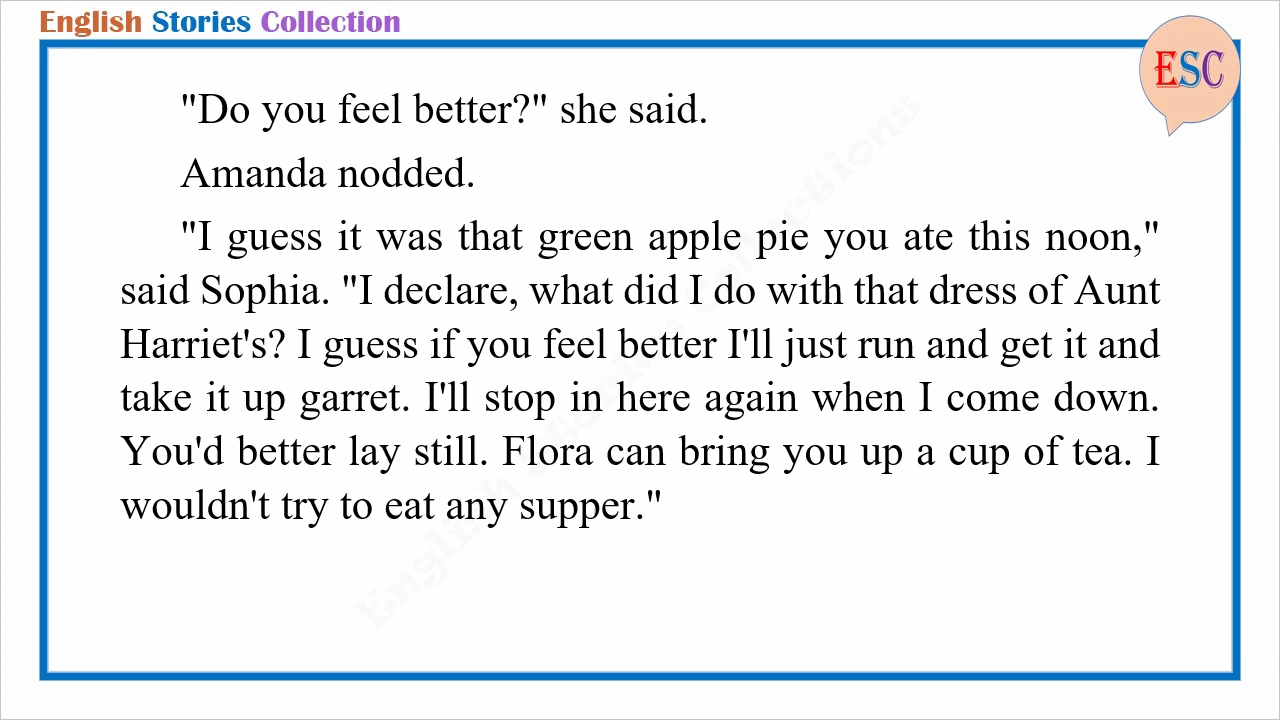 English Stories Collection
ESC
"Do you feel better?" she said.
Amanda nodded.
"I guess it was that green apple pie you ate this noon,"
said Sophia. "I declare, what did I do with that dress of Aunt
Harriet's? I guess if you feel better I'll just run and get it and
take it up garret. I'll stop in here again when I come down.
You'd better lay still. Flora can bring you up a cup of tea. I
wouldn't try to eat any supper."
English Stories Collections